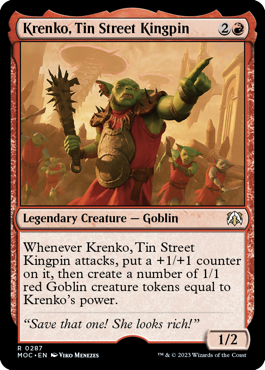 Krenko, Tin Street Kingpin 2
Legendary Creature — Goblin
Whenever Krenko, Tin Street
Kingpin attacks, put a +1/+1 counter
on it, then create a number of 1/1
red Goblin creature tokens equal to
Krenko's power.
"Save that one! She looks rich!"
1/2
R 0287
MOC • EN Viko Menezes
™ & © 2023 Wizards of the Coast